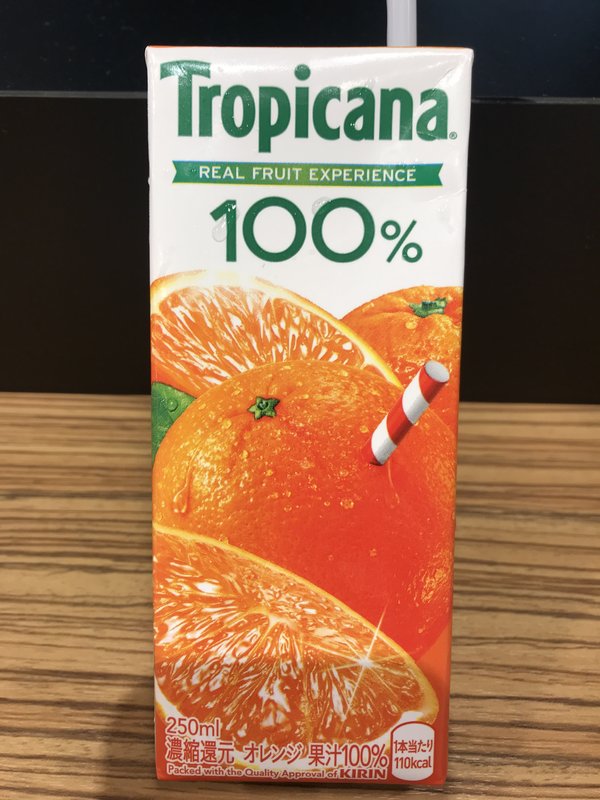 Tropicana®
REAL FRUIT EXPERIENCE
100%
250ml
濃縮還元 オレンジ 果汁100%
Packed with the Quality Approval of KIRIN
1本当たり
110kcal